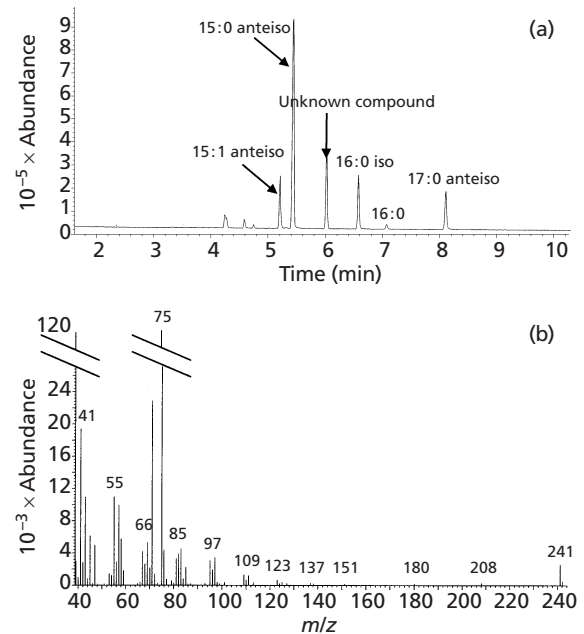 (a)
10⁻⁵ × Abundance
9
8
7
6
5
4
3
2
1
0
15:0 anteiso
Unknown compound
15:1 anteiso
16:0 iso
16:0
17:0 anteiso
2 3 4 5 6 7 8 9 10
Time (min)
(b)
10⁻³ × Abundance
120
24
20
16
12
8
4
0
75
41
55
66
85
97
109
123
137
151
180
208
241
40 60 80 100 120 140 160 180 200 220 240
m/z